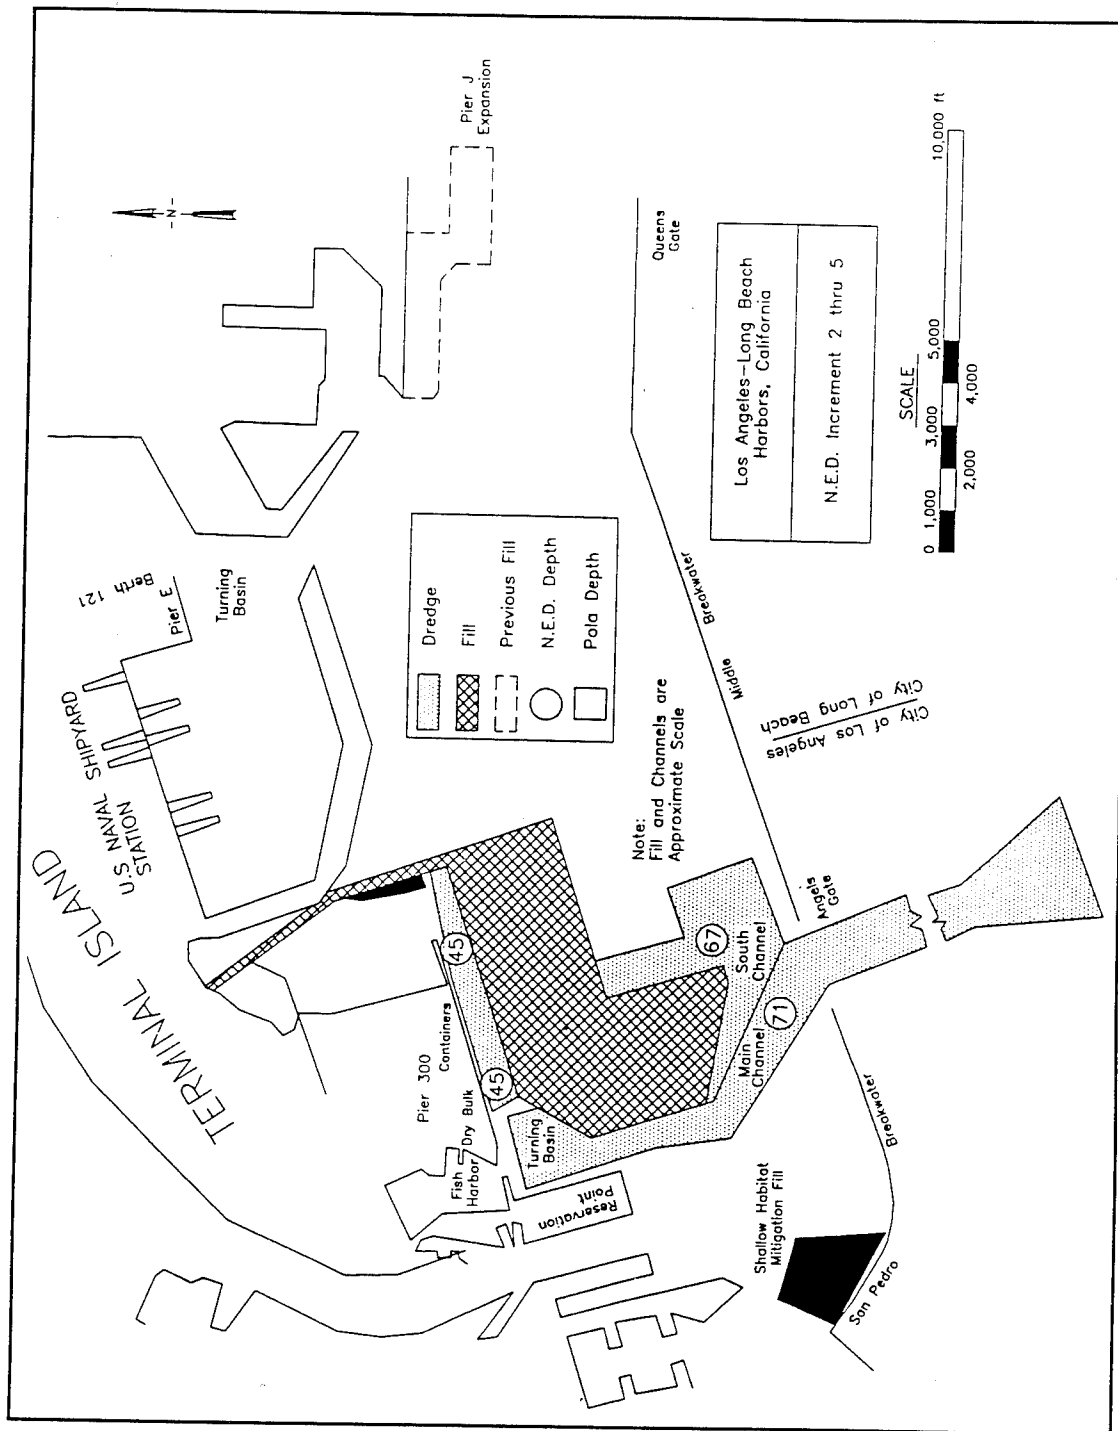 TERMINAL ISLAND
U.S NAVAL SHIPYARD
STATION
Berth 121
Pier E
Turning
Basin
-N-
Pier J
Expansion
Dredge
Fill
Previous Fill
N.E.D. Depth
Pola Depth
Pier 300
Containers
Dry Bulk
Fish
Harbor
45
45
Turning
Basin
Reservation
Point
Note:
Fill and Channels are
Approximate Scale
67
South
Channel
71
Main
Channel
Angels
Gate
Middle
Breakwater
Queens
Gate
City of Los Angeles
City of Long Beach
Shallow Habitat
Mitigation Fill
San Pedro
Breakwater
Los Angeles-Long Beach
Harbors, California
N.E.D. Increment 2 thru 5
SCALE
0 1,000 3,000 5,000 10,000 ft
2,000 4,000